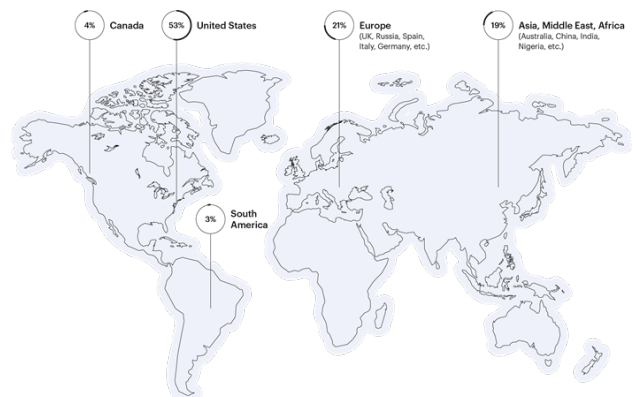 4% Canada
53% United States
21% Europe
(UK, Russia, Spain,
Italy, Germany, etc.)
19% Asia, Middle East, Africa
(Australia, China, India,
Nigeria, etc.)
3% South
America